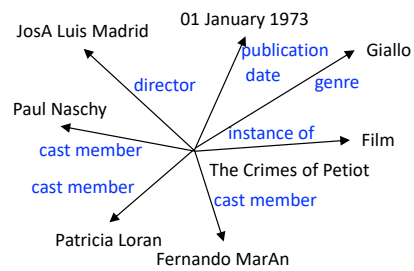 01 January 1973
JosA Luis Madrid
Giallo
publication
date
director
genre
Paul Naschy
instance of
Film
cast member
The Crimes of Petiot
cast member
cast member
Patricia Loran
Fernando MarAn